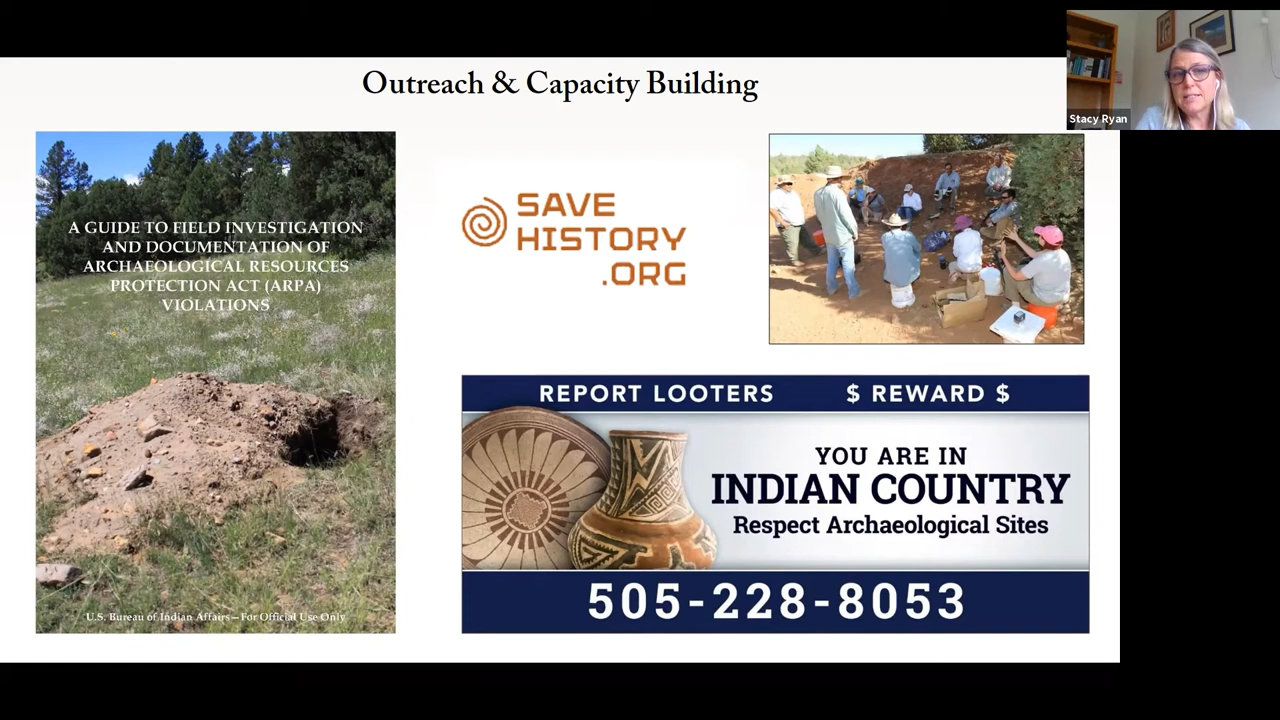 Outreach & Capacity Building
Stacy Ryan
A GUIDE TO FIELD INVESTIGATION
AND DOCUMENTATION OF
ARCHAEOLOGICAL RESOURCES
PROTECTION ACT (ARPA)
VIOLATIONS
U.S. Bureau of Indian Affairs—For Official Use Only
SAVE
HISTORY
.ORG
REPORT LOOTERS $ REWARD $
YOU ARE IN
INDIAN COUNTRY
Respect Archaeological Sites
505-228-8053